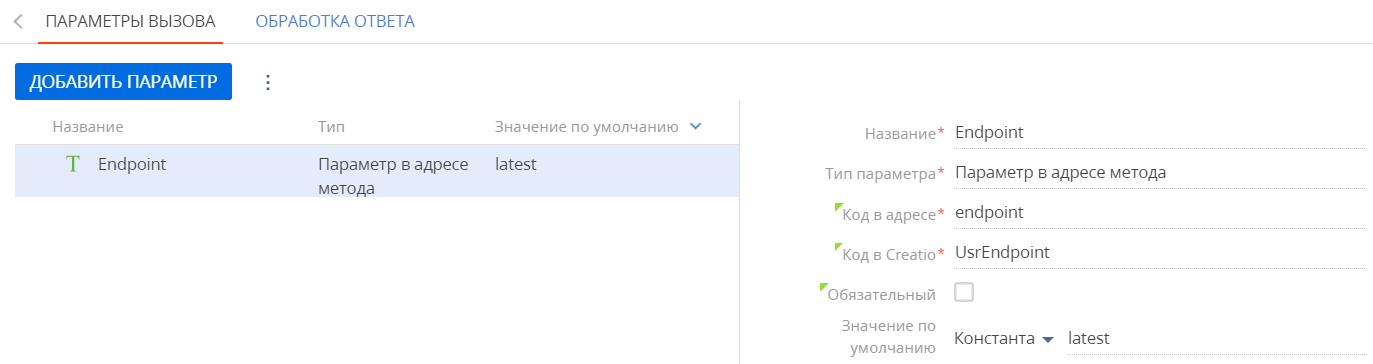 ПАРАМЕТРЫ ВЫЗОВА
ОБРАБОТКА ОТВЕТА
ДОБАВИТЬ ПАРАМЕТР
Название Тип Значение по умолчанию
T Endpoint Параметр в адресе latest
метода
Название* Endpoint
Тип параметра* Параметр в адресе метода
Код в адресе* endpoint
Код в Creatio* UsrEndpoint
Обязательный
Значение по
умолчанию Константа latest